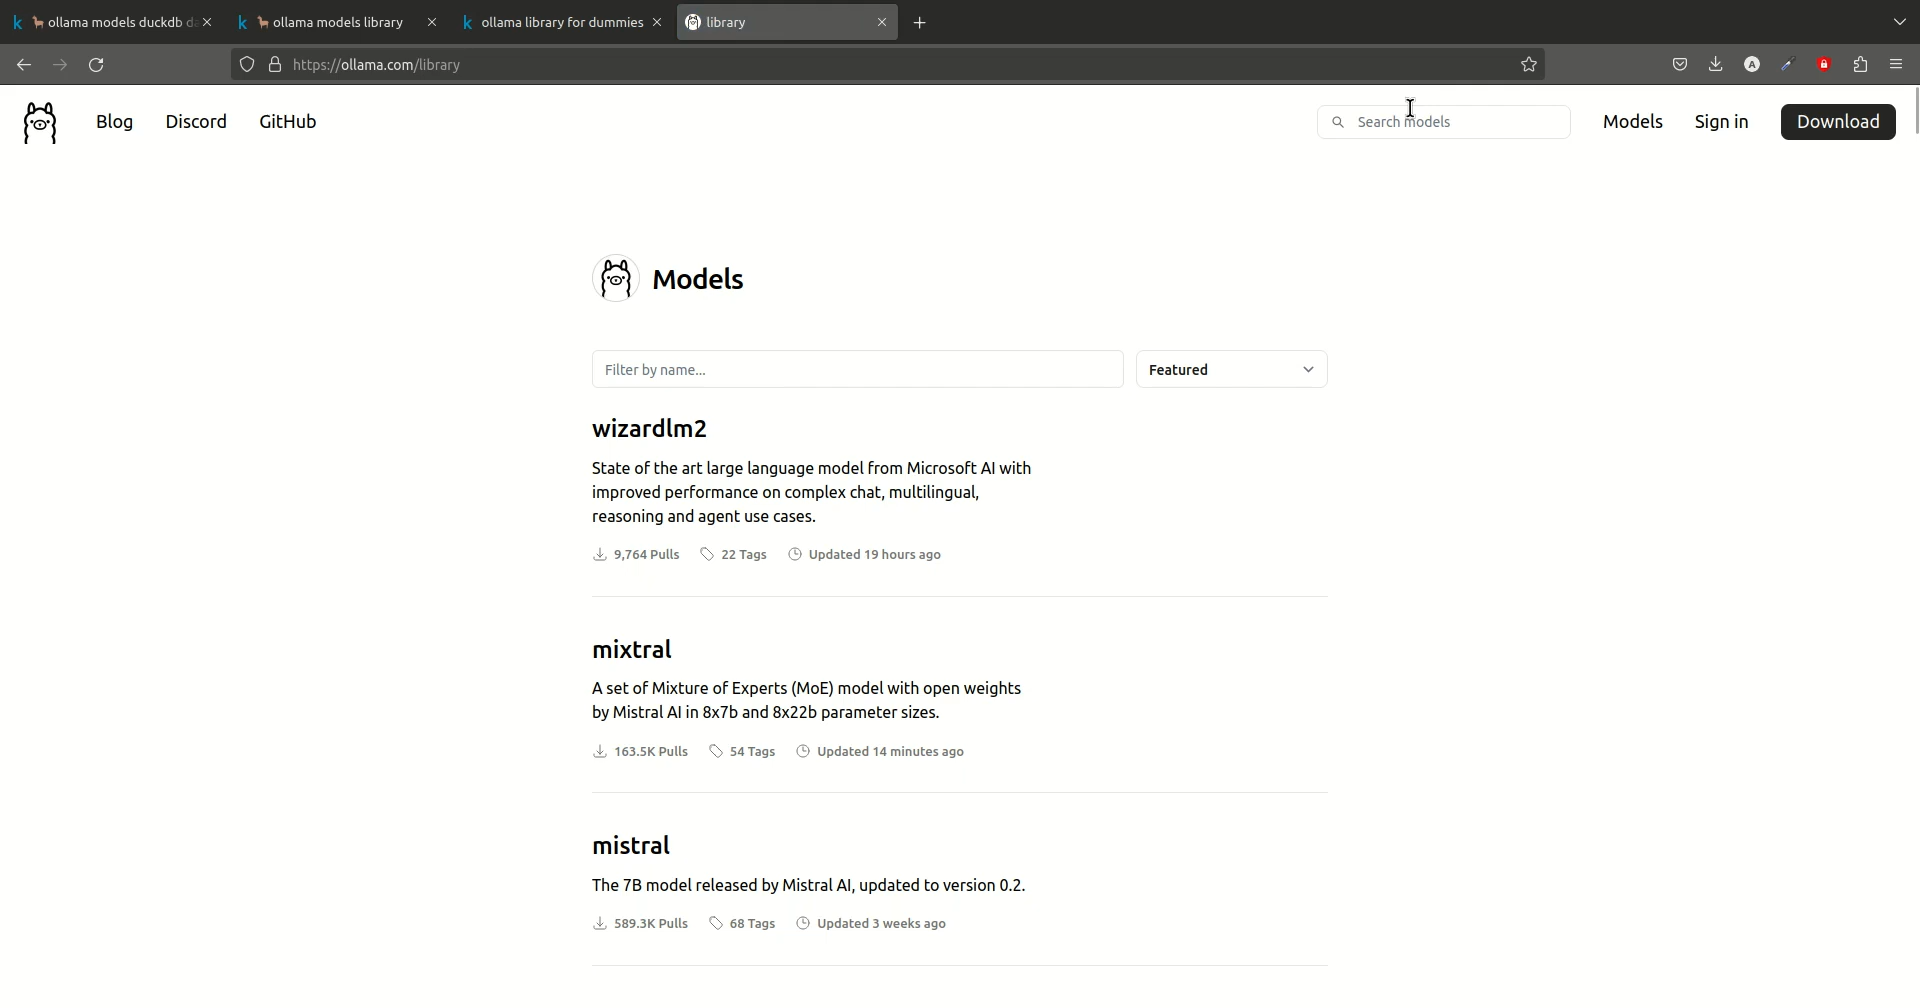 ollama models duckdb d
ollama models library
ollama library for dummies
library
https://ollama.com/library
Blog
Discord
GitHub
Search models
Models
Sign in
Download
Models
Filter by name...
Featured
wizardlm2
State of the art large language model from Microsoft AI with
improved performance on complex chat, multilingual,
reasoning and agent use cases.
9,764 Pulls 22 Tags Updated 19 hours ago
mixtral
A set of Mixture of Experts (MoE) model with open weights
by Mistral AI in 8x7b and 8x22b parameter sizes.
163.5K Pulls 54 Tags Updated 14 minutes ago
mistral
The 7B model released by Mistral AI, updated to version 0.2.
589.3K Pulls 68 Tags Updated 3 weeks ago